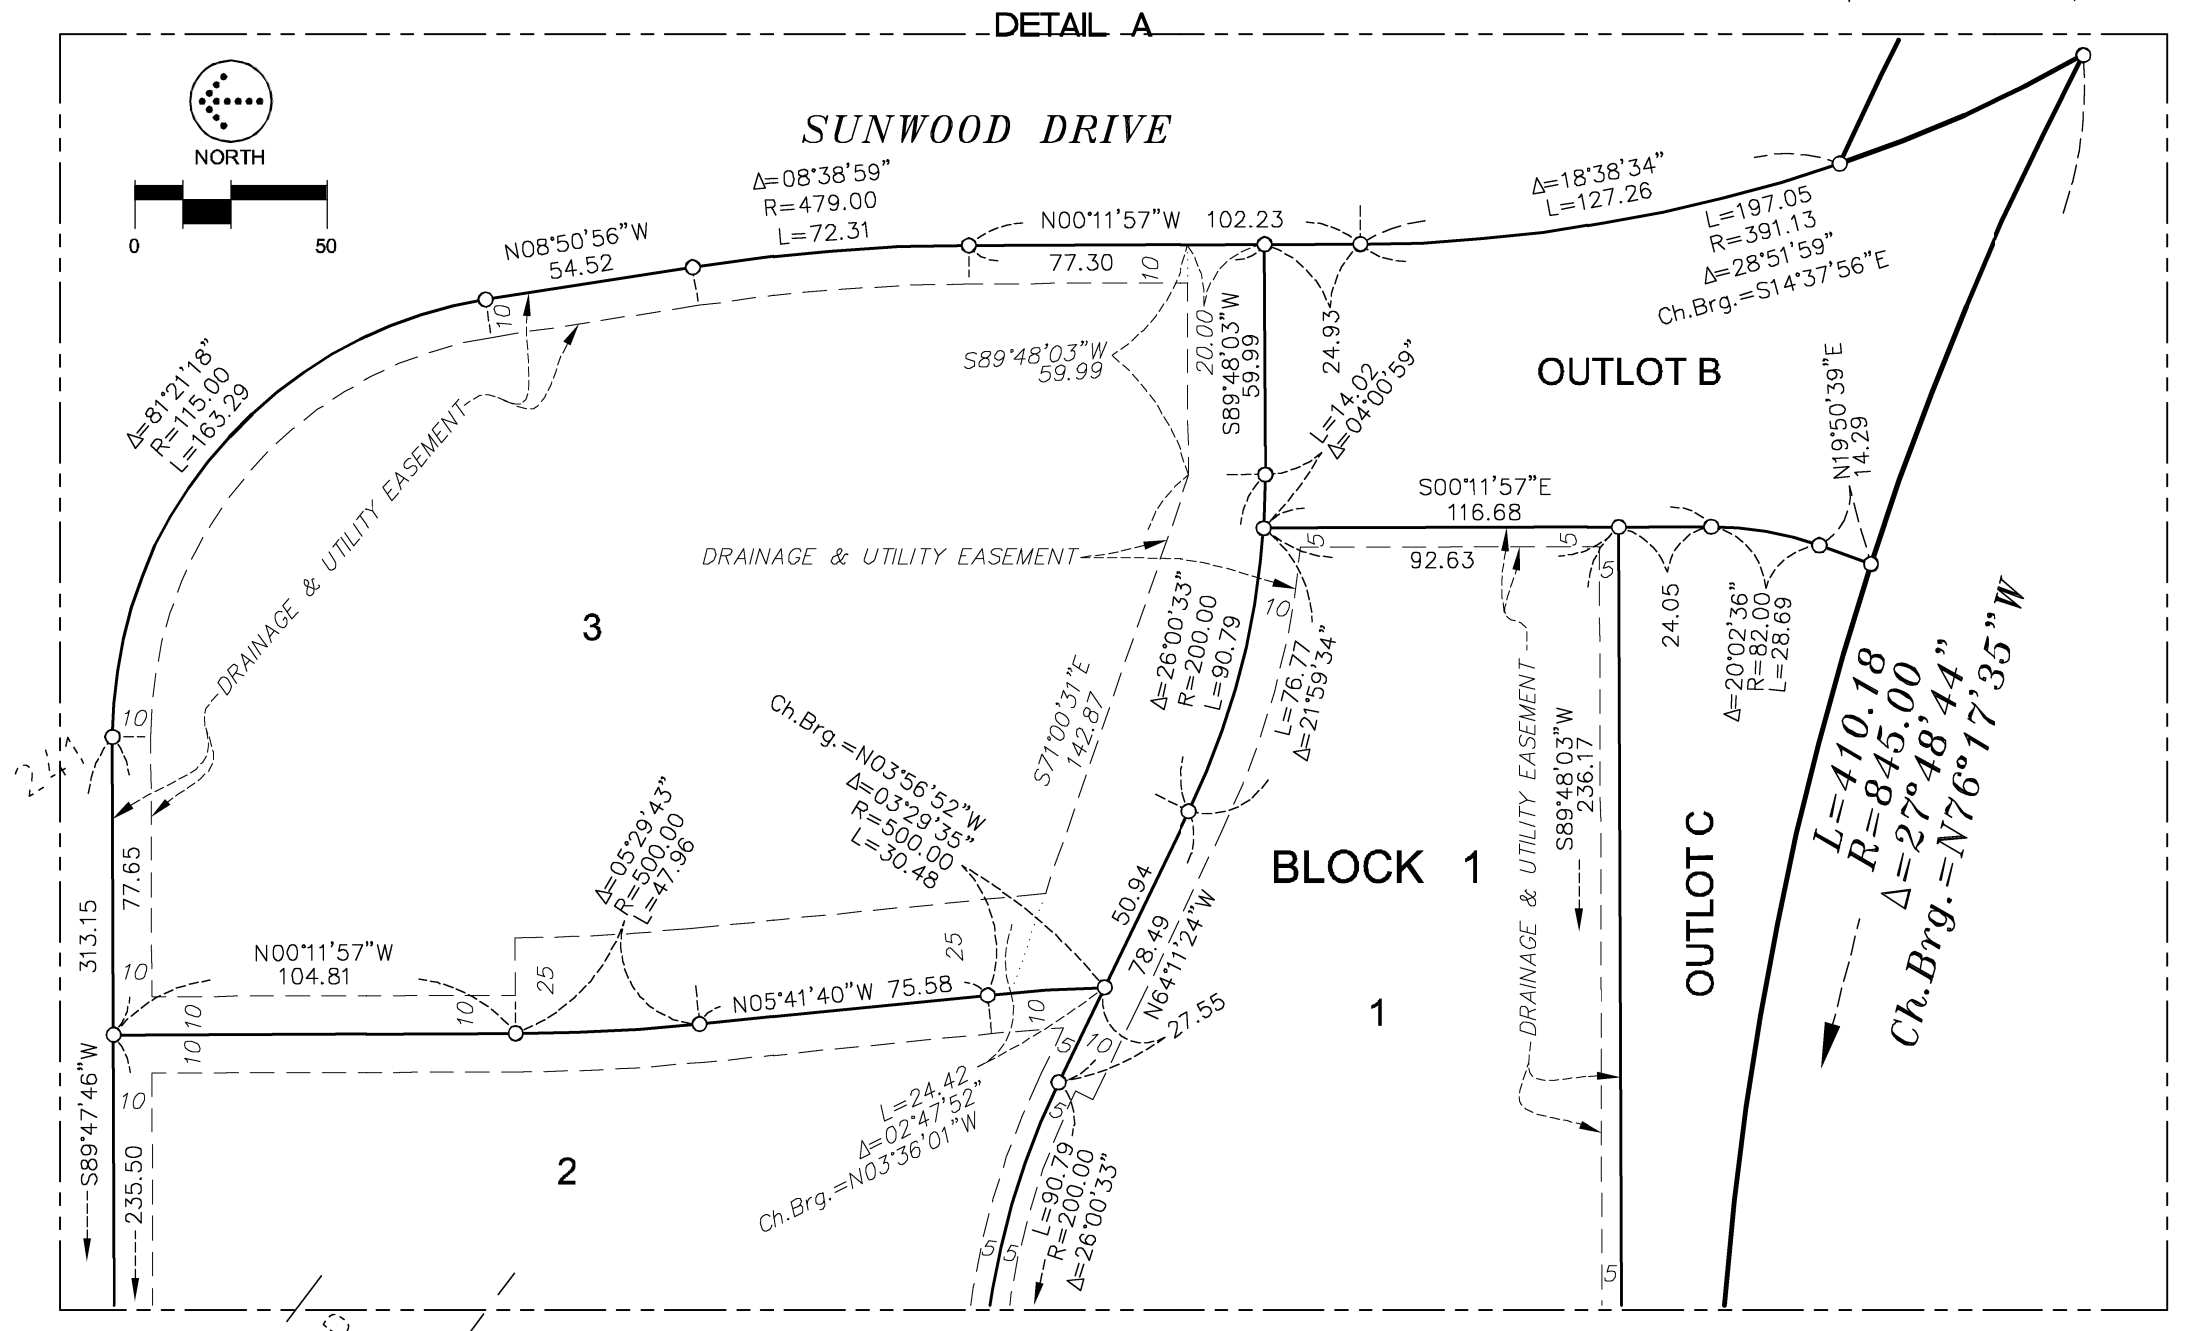 DETAIL A
NORTH
0 50
SUNWOOD DRIVE
Δ=08°38'59"
R=479.00
L=72.31
N08°50'56"W
54.52
N00°11'57"W 102.23
77.30
10
10
20.00
S89°48'03"W
59.99
S89°48'03"W
59.99
24.93
Δ=18°38'34"
L=127.26
L=197.05
R=391.13
Δ=28°51'59"
Ch.Brg.=S14°37'56"E
Δ=81°21'18"
R=115.00
L=163.29
DRAINAGE & UTILITY EASEMENT
L=14.02
Δ=04°00'59"
OUTLOT B
N19°50'39"E
14.29
S00°11'57"E
116.68
92.63
5
5
5
24.05
Δ=20°02'36"
R=82.00
L=28.69
DRAINAGE & UTILITY EASEMENT
10
Δ=26°00'33"
R=200.00
L=90.79
L=76.77
Δ=21°59'34"
3
S71°00'31"E
142.87
Ch.Brg.=N03°56'52"W
Δ=03°29'35"
R=500.00
L=30.48
Δ=05°29'43"
R=500.00
L=47.96
10
77.65
313.15
N00°11'57"W
104.81
10
10
10
10
25
25
N05°41'40"W 75.58
10
50.94
78.49
N64°11'24"W
27.55
5
10
5
BLOCK 1
1
DRAINAGE & UTILITY EASEMENT
S89°48'03"W
236.17
OUTLOT C
L=410.18
R=845.00
Δ=27°48'44"
Ch.Brg.=N76°17'35"W
L=24.42
Δ=02°47'52"
Ch.Brg.=N03°36'01"W
2
S89°47'46"W
10
235.50
L=90.79
R=200.00
Δ=26°00'33"
5
5
5